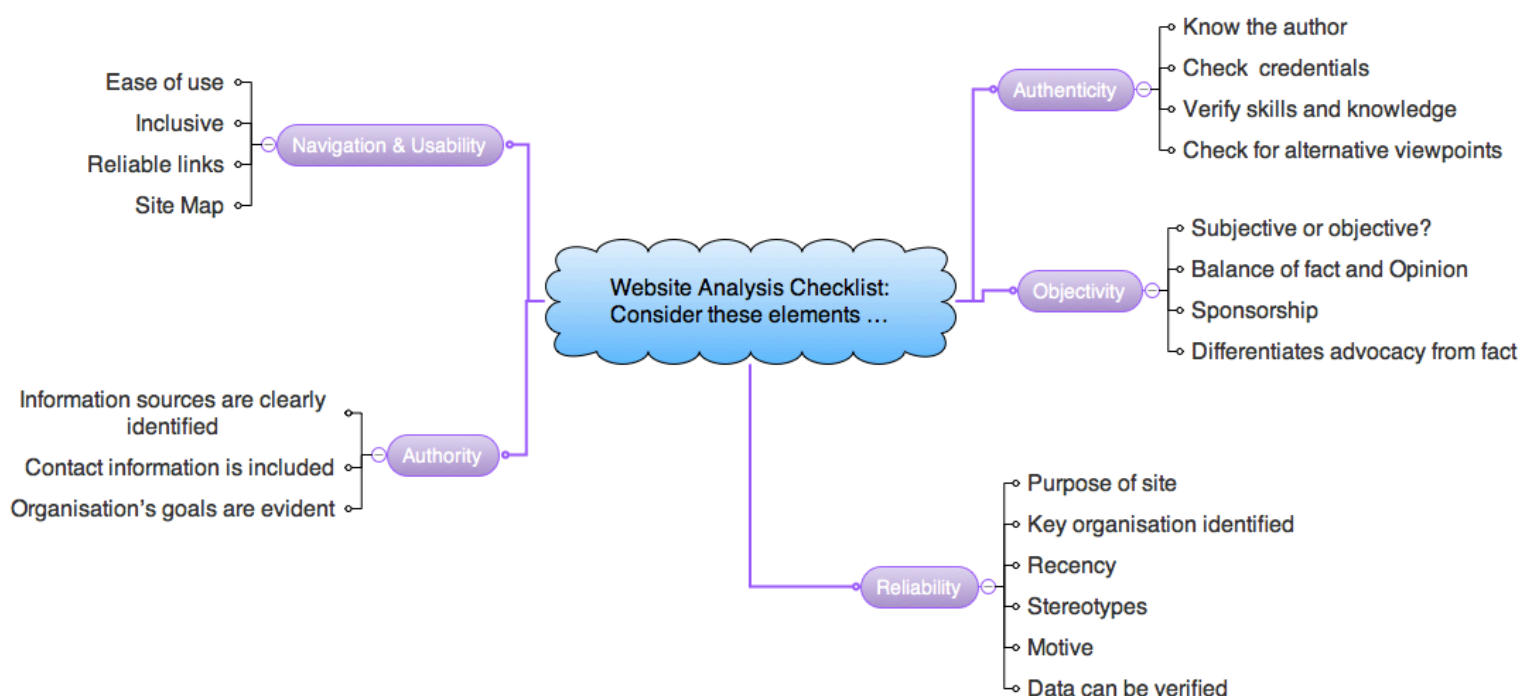 Website Analysis Checklist:
Consider these elements …
Authenticity
Know the author
Check credentials
Verify skills and knowledge
Check for alternative viewpoints
Objectivity
Subjective or objective?
Balance of fact and Opinion
Sponsorship
Differentiates advocacy from fact
Reliability
Purpose of site
Key organisation identified
Recency
Stereotypes
Motive
Data can be verified
Authority
Information sources are clearly
identified
Contact information is included
Organisation’s goals are evident
Navigation & Usability
Ease of use
Inclusive
Reliable links
Site Map